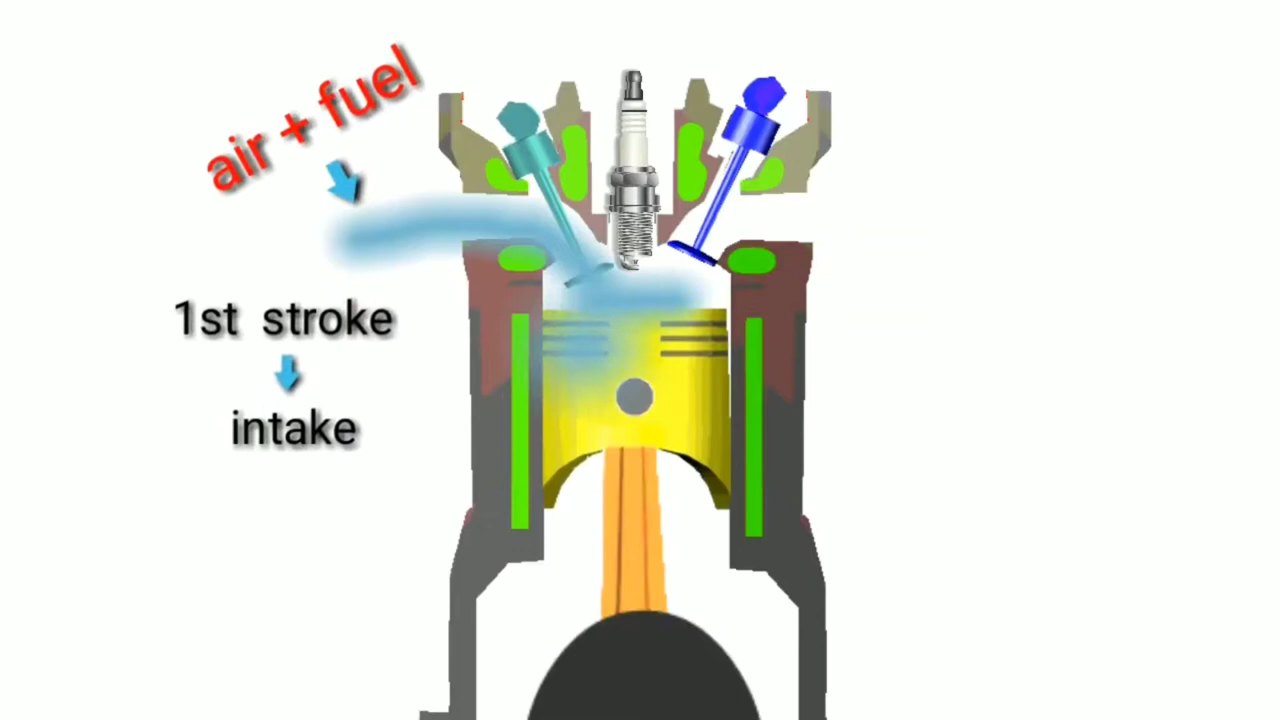 air + fuel
1st stroke
intake